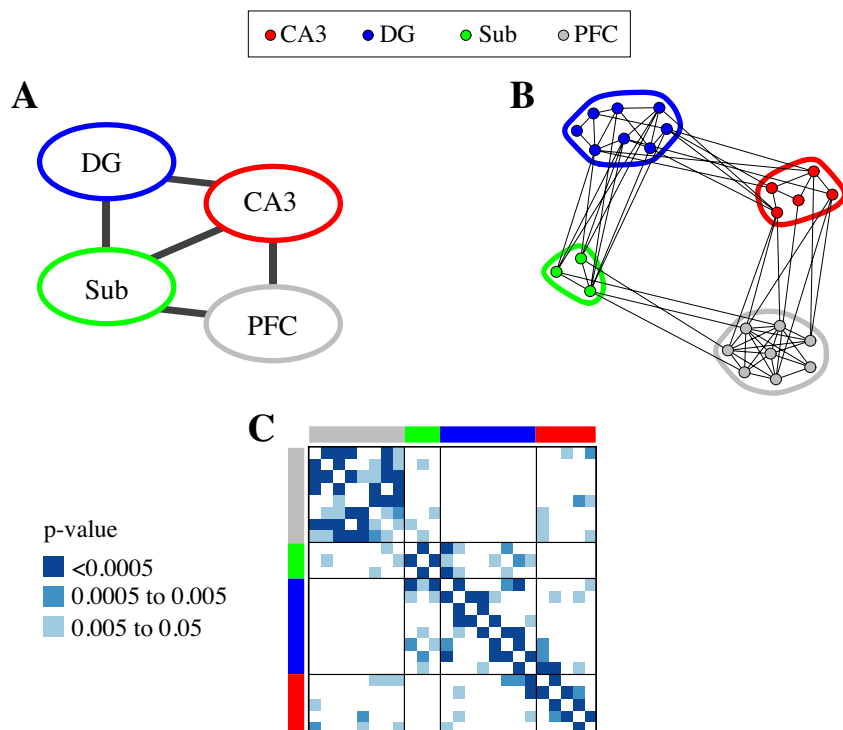 CA3 DG Sub PFC
A
B
DG
CA3
Sub
PFC
C
p-value
<0.0005
0.0005 to 0.005
0.005 to 0.05